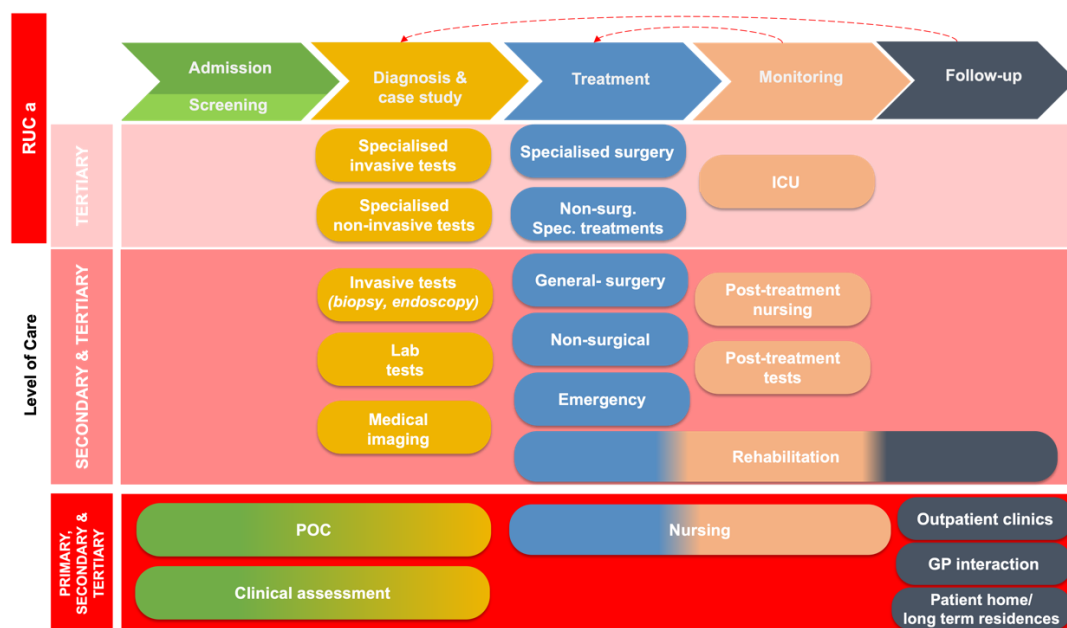 RUC a
Admission
Screening
Diagnosis &
case study
Treatment
Monitoring
Follow-up
TERTIARY
Specialised
invasive tests
Specialised
non-invasive tests
Specialised surgery
Non-surg.
Spec. treatments
ICU
Level of Care
SECONDARY & TERTIARY
Invasive tests
(biopsy, endoscopy)
Lab
tests
Medical
imaging
General- surgery
Non-surgical
Emergency
Post-treatment
nursing
Post-treatment
tests
Rehabilitation
PRIMARY,
SECONDARY &
TERTIARY
POC
Clinical assessment
Nursing
Outpatient clinics
GP interaction
Patient home/
long term residences